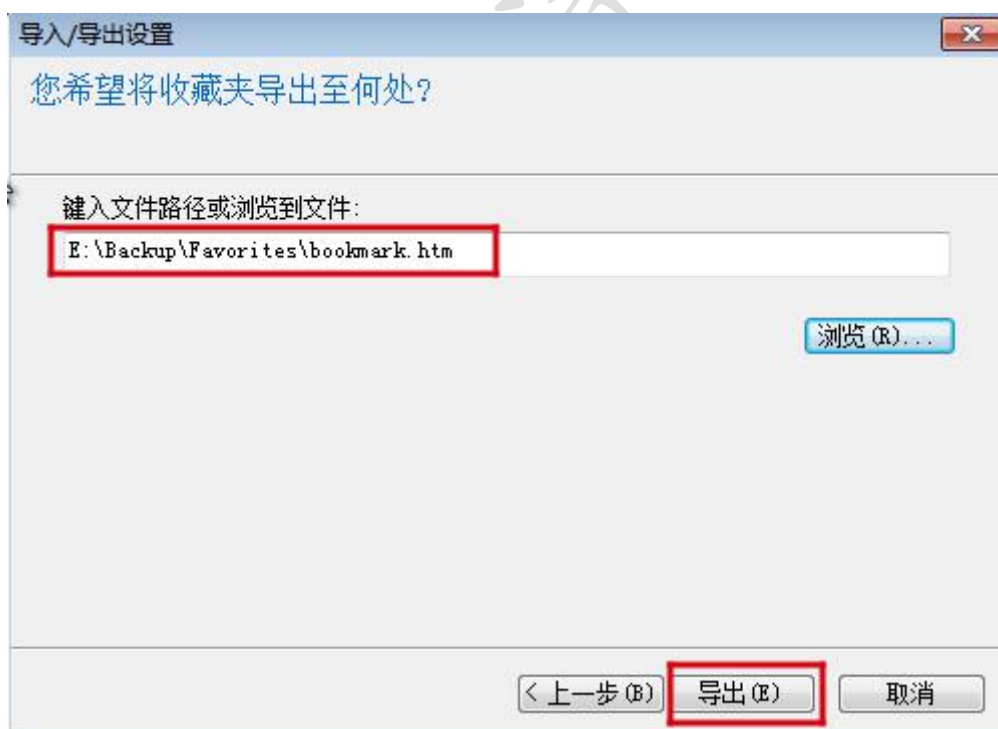 导入/导出设置
您希望将收藏夹导出至何处?
键入文件路径或浏览到文件:
E:\Backup\Favorites\bookmark.htm
浏览(R)...
< 上一步(B)
导出(E)
取消